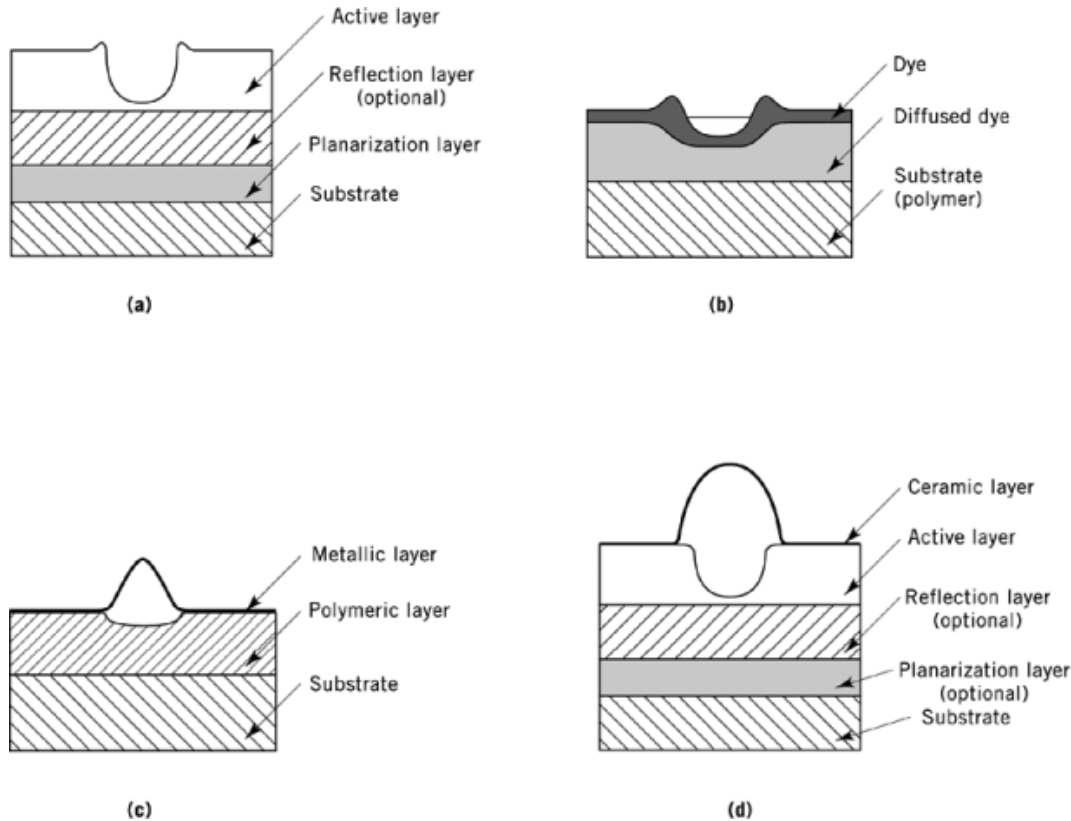 Active layer
Reflection layer
(optional)
Planarization layer
Substrate
(a)
Dye
Diffused dye
Substrate
(polymer)
(b)
Metallic layer
Polymeric layer
Substrate
(c)
Ceramic layer
Active layer
Reflection layer
(optional)
Planarization layer
(optional)
Substrate
(d)